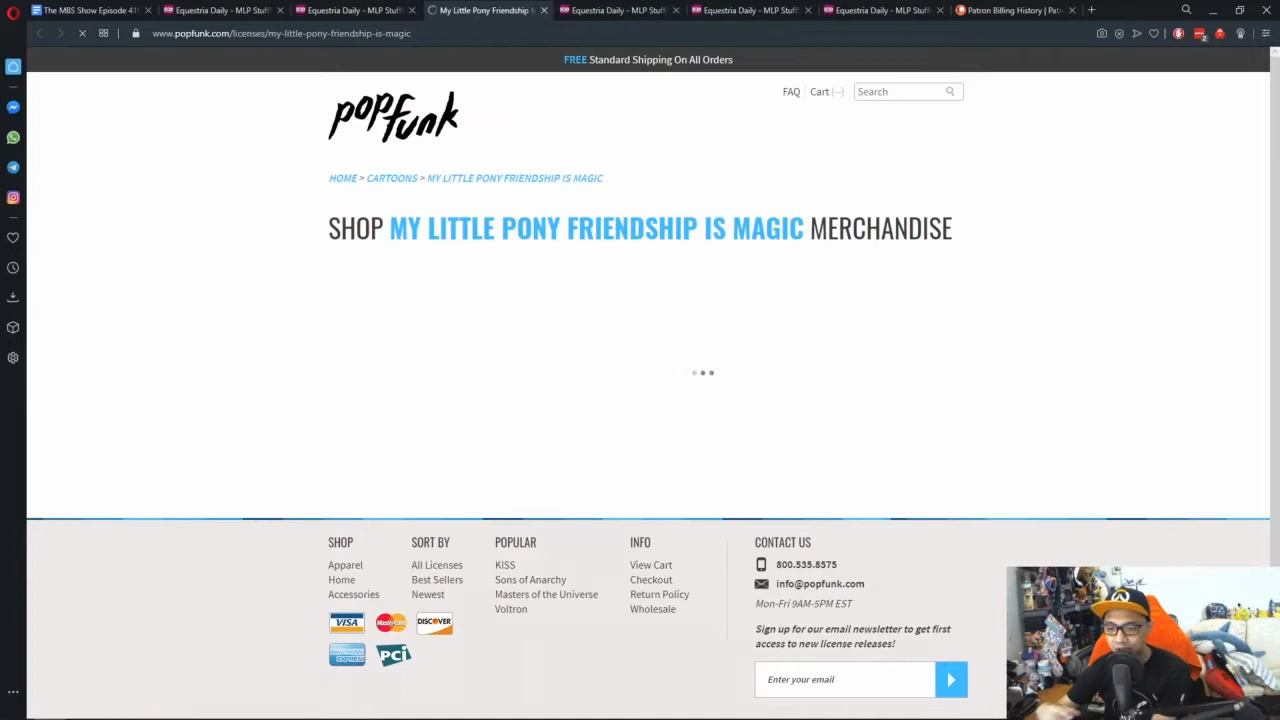 The MBS Show Episode 41
Equestria Daily - MLP Stuff
Equestria Daily - MLP Stuff
My Little Pony Friendship
Equestria Daily - MLP Stuff
Equestria Daily - MLP Stuff
Equestria Daily - MLP Stuff
Patron Billing History | Pat
www.popfunk.com/licenses/my-little-pony-friendship-is-magic
FREE Standard Shipping On All Orders
popfunk
FAQ
Cart (--)
Search
HOME > CARTOONS > MY LITTLE PONY FRIENDSHIP IS MAGIC
SHOP MY LITTLE PONY FRIENDSHIP IS MAGIC MERCHANDISE
SHOP
Apparel
Home
Accessories
VISA
MasterCard
DISCOVER
AMERICAN EXPRESS
PCi
SORT BY
All Licenses
Best Sellers
Newest
POPULAR
KISS
Sons of Anarchy
Masters of the Universe
Voltron
INFO
View Cart
Checkout
Return Policy
Wholesale
CONTACT US
800.535.8575
info@popfunk.com
Mon-Fri 9AM-5PM EST
Sign up for our email newsletter to get first
access to new license releases!
Enter your email